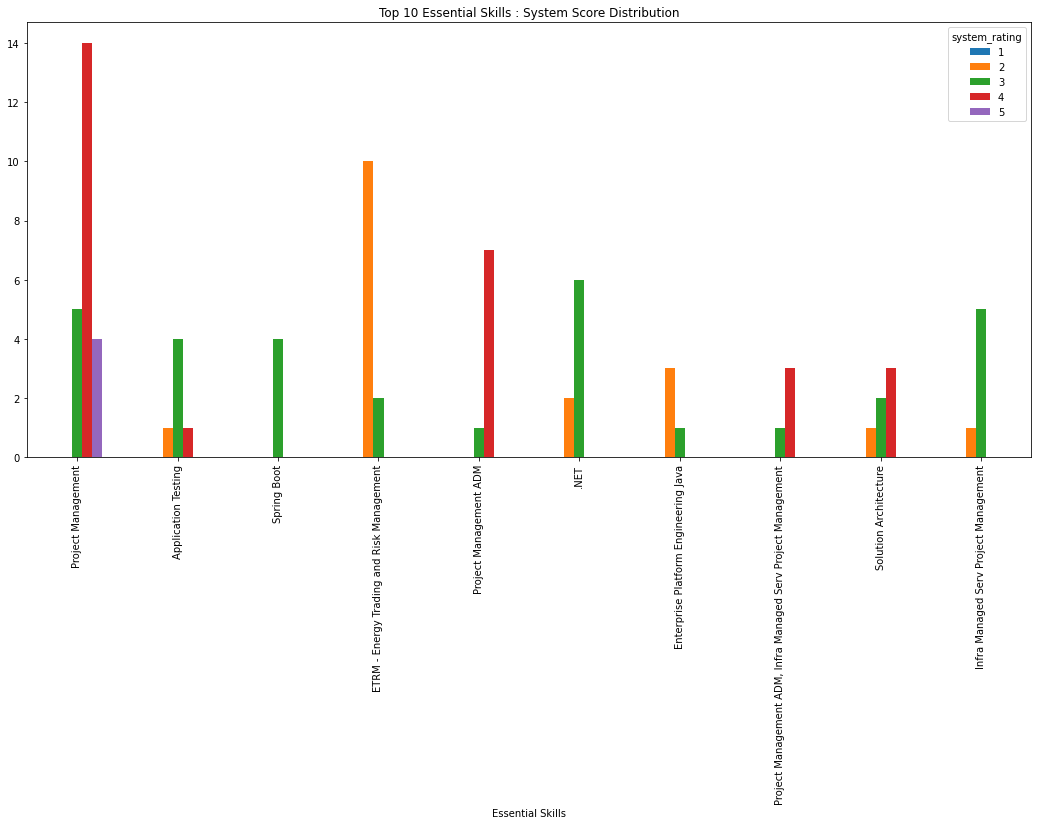 Top 10 Essential Skills : System Score Distribution
system_rating
1
2
3
4
5
14
12
10
8
6
4
2
0
Project Management
Application Testing
Spring Boot
ETRM - Energy Trading and Risk Management
Project Management ADM
.NET
Enterprise Platform Engineering Java
Project Management ADM, Infra Managed Serv Project Management
Solution Architecture
Infra Managed Serv Project Management
Essential Skills